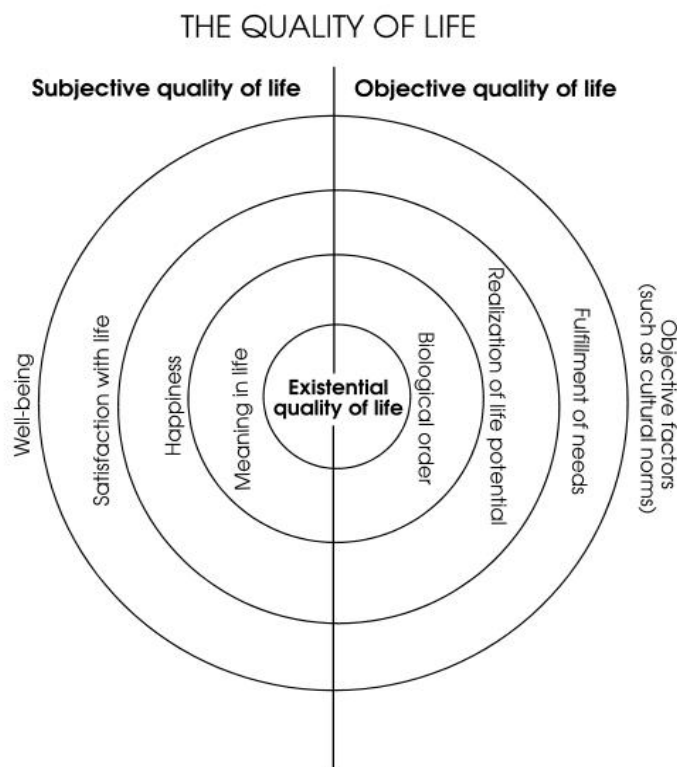 THE QUALITY OF LIFE
Subjective quality of life
Objective quality of life
Well-being
Satisfaction with life
Happiness
Meaning in life
Existential
quality of life
Biological order
Realization of life potential
Fulfillment of needs
Objective factors
(such as cultural norms)